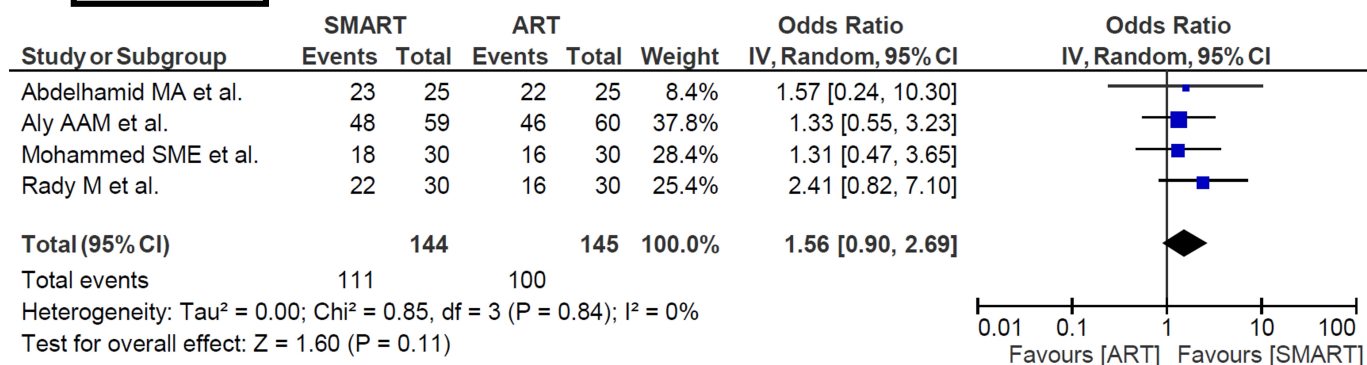 SMART ART Odds Ratio Odds Ratio
Study or Subgroup Events Total Events Total Weight IV, Random, 95% CI IV, Random, 95% CI
Abdelhamid MA et al. 23 25 22 25 8.4% 1.57 [0.24, 10.30]
Aly AAM et al. 48 59 46 60 37.8% 1.33 [0.55, 3.23]
Mohammed SME et al. 18 30 16 30 28.4% 1.31 [0.47, 3.65]
Rady M et al. 22 30 16 30 25.4% 2.41 [0.82, 7.10]
Total (95% CI) 144 145 100.0% 1.56 [0.90, 2.69]
Total events 111 100
Heterogeneity: Tau² = 0.00; Chi² = 0.85, df = 3 (P = 0.84); I² = 0%
Test for overall effect: Z = 1.60 (P = 0.11)
0.01 0.1 1 10 100
Favours [ART] Favours [SMART]